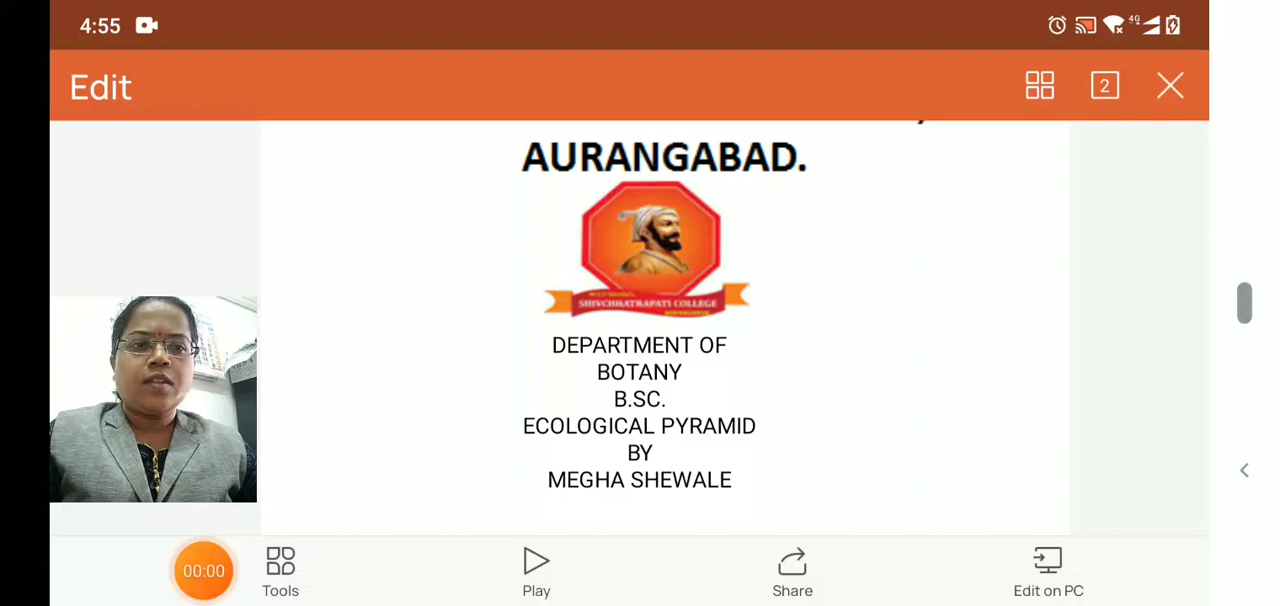 4:55
4G
Edit
2
AURANGABAD.
SHIVCHHATRAPATI COLLEGE
DEPARTMENT OF
BOTANY
B.SC.
ECOLOGICAL PYRAMID
BY
MEGHA SHEWALE
00:00
Tools
Play
Share
Edit on PC